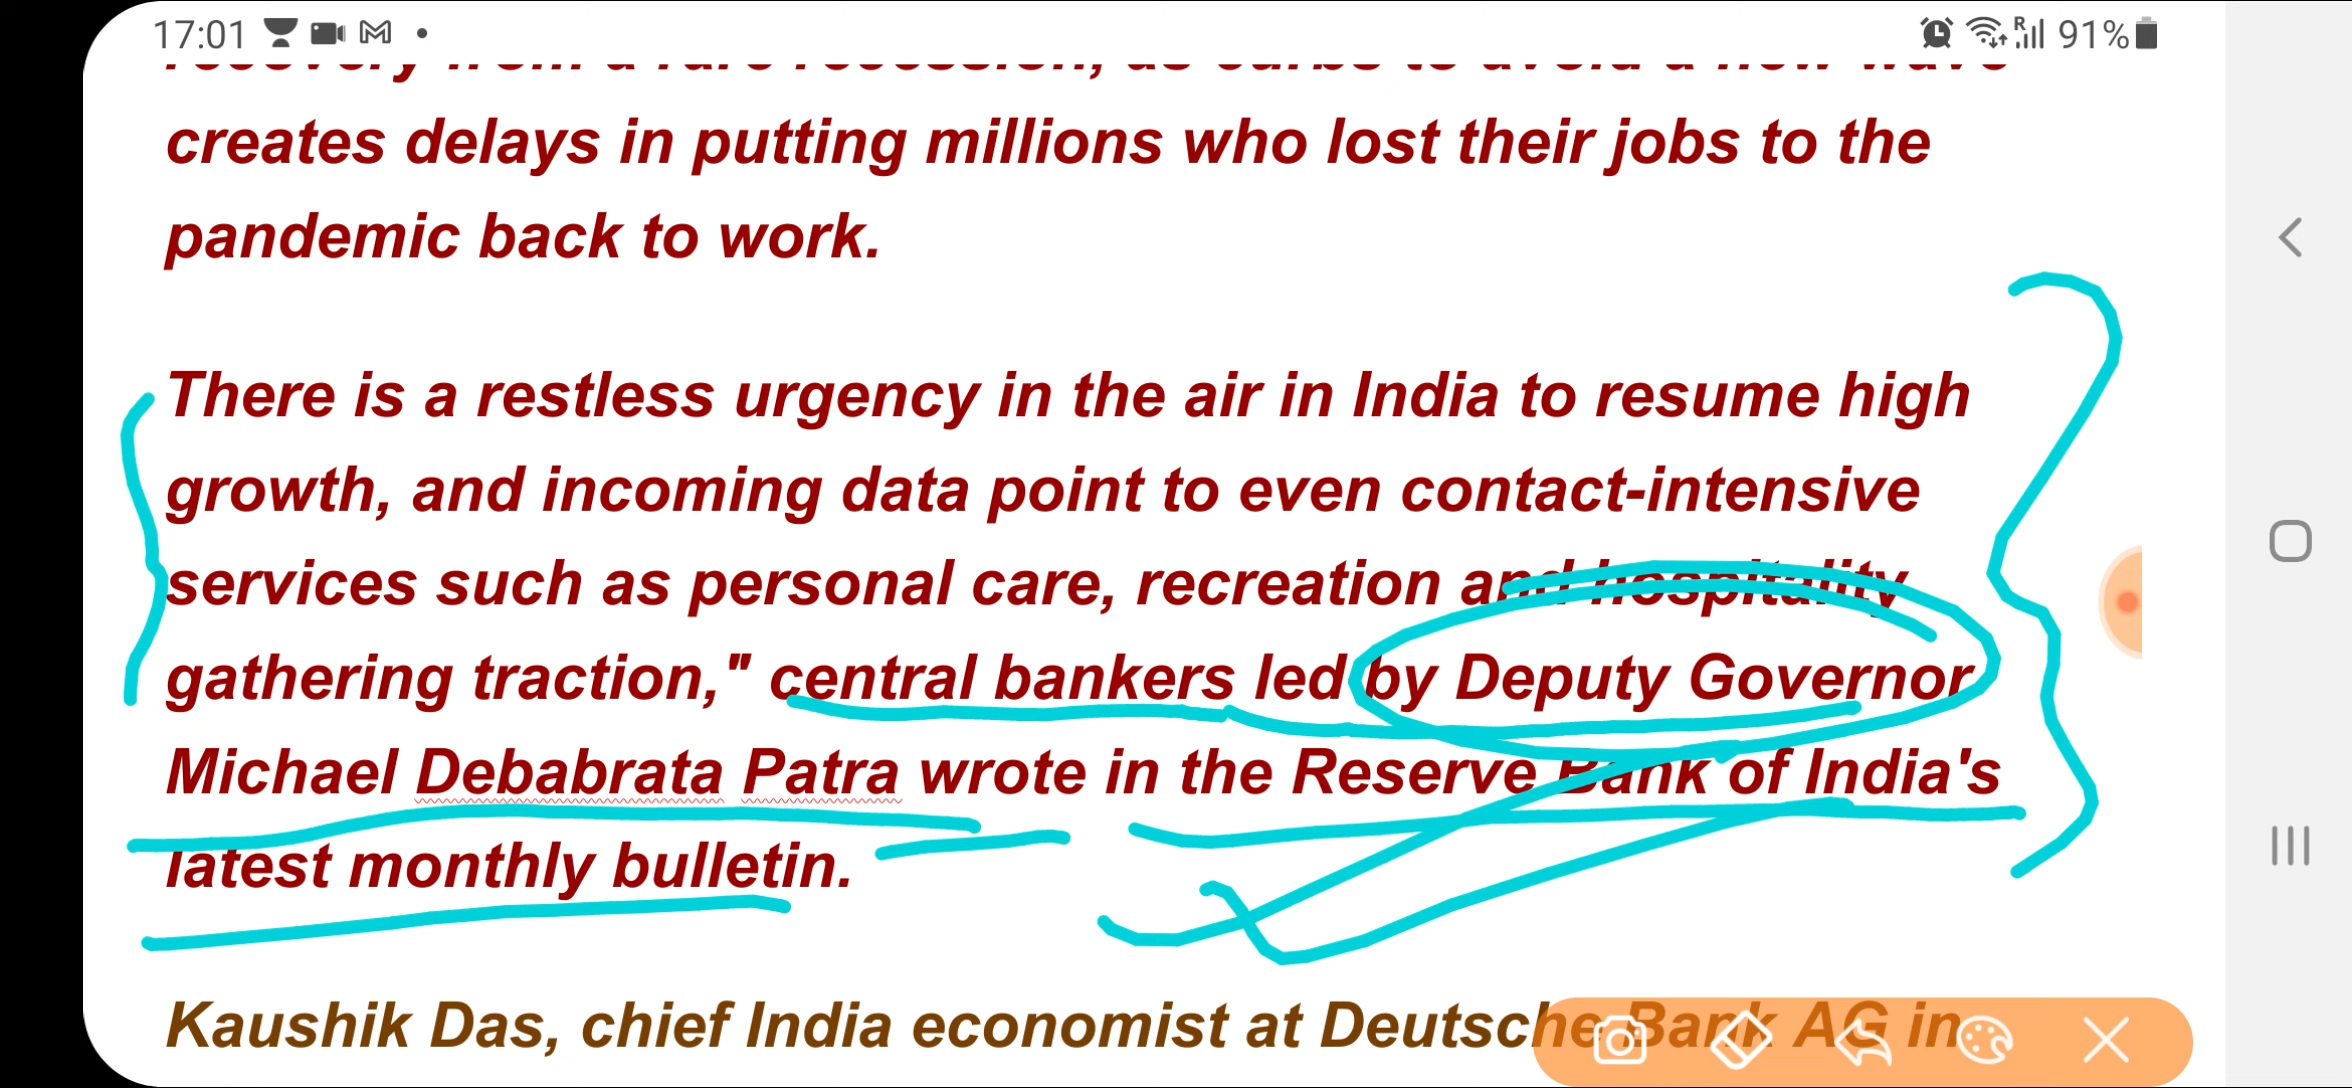 17:01
91%
creates delays in putting millions who lost their jobs to the
pandemic back to work.
There is a restless urgency in the air in India to resume high
growth, and incoming data point to even contact-intensive
services such as personal care, recreation and hospitality
gathering traction," central bankers led by Deputy Governor
Michael Debabrata Patra wrote in the Reserve Bank of India's
latest monthly bulletin.
Kaushik Das, chief India economist at Deutsche Bank AG in